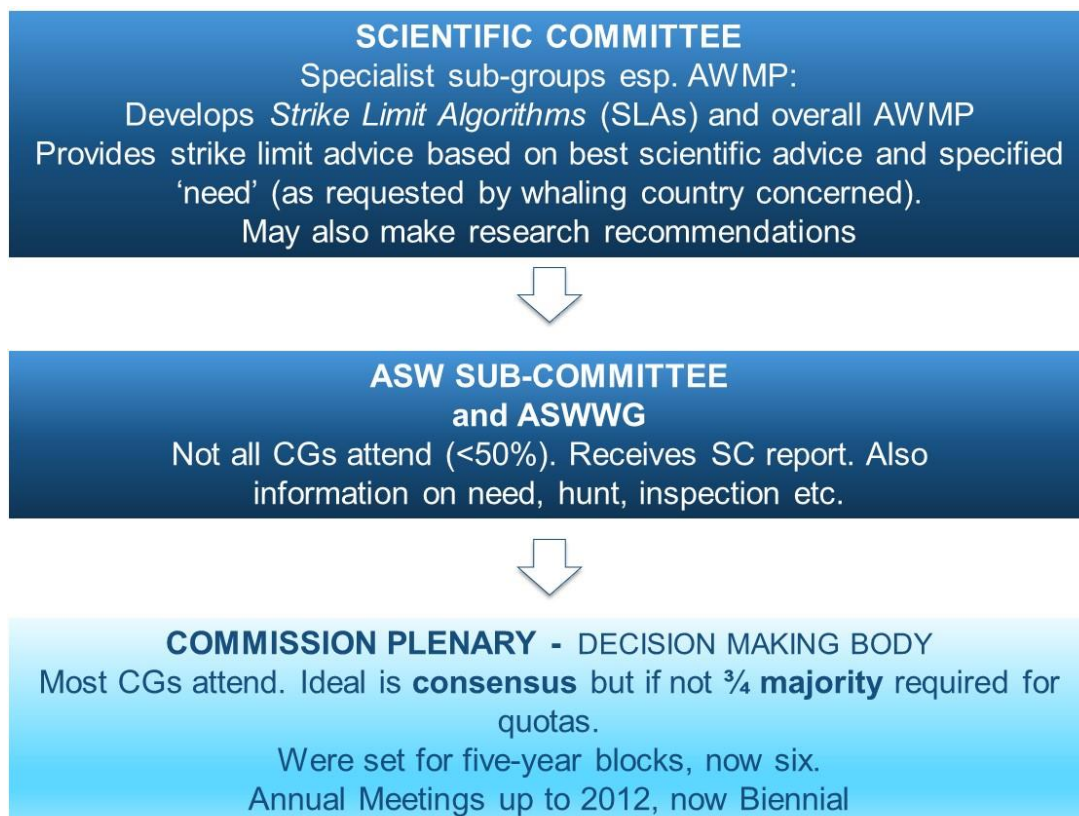 SCIENTIFIC COMMITTEE
Specialist sub-groups esp. AWMP:
Develops Strike Limit Algorithms (SLAs) and overall AWMP
Provides strike limit advice based on best scientific advice and specified
‘need’ (as requested by whaling country concerned).
May also make research recommendations
ASW SUB-COMMITTEE
and ASWWG
Not all CGs attend (<50%). Receives SC report. Also
information on need, hunt, inspection etc.
COMMISSION PLENARY - DECISION MAKING BODY
Most CGs attend. Ideal is consensus but if not ¾ majority required for
quotas.
Were set for five-year blocks, now six.
Annual Meetings up to 2012, now Biennial